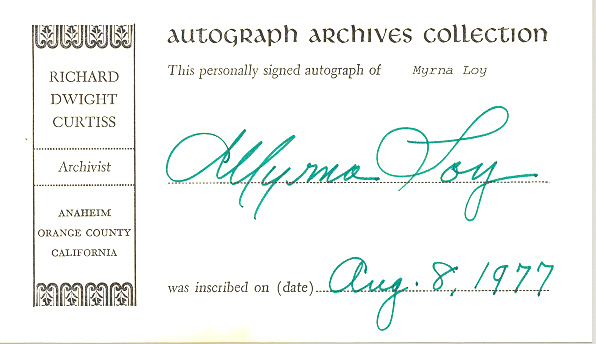 RICHARD
DWIGHT
CURTISS
Archivist
ANAHEIM
ORANGE COUNTY
CALIFORNIA
AUTOGRAPH ARCHIVES COLLECTION
This personally signed autograph of Myrna Loy
Myrna Loy
was inscribed on (date) Aug. 8, 1977